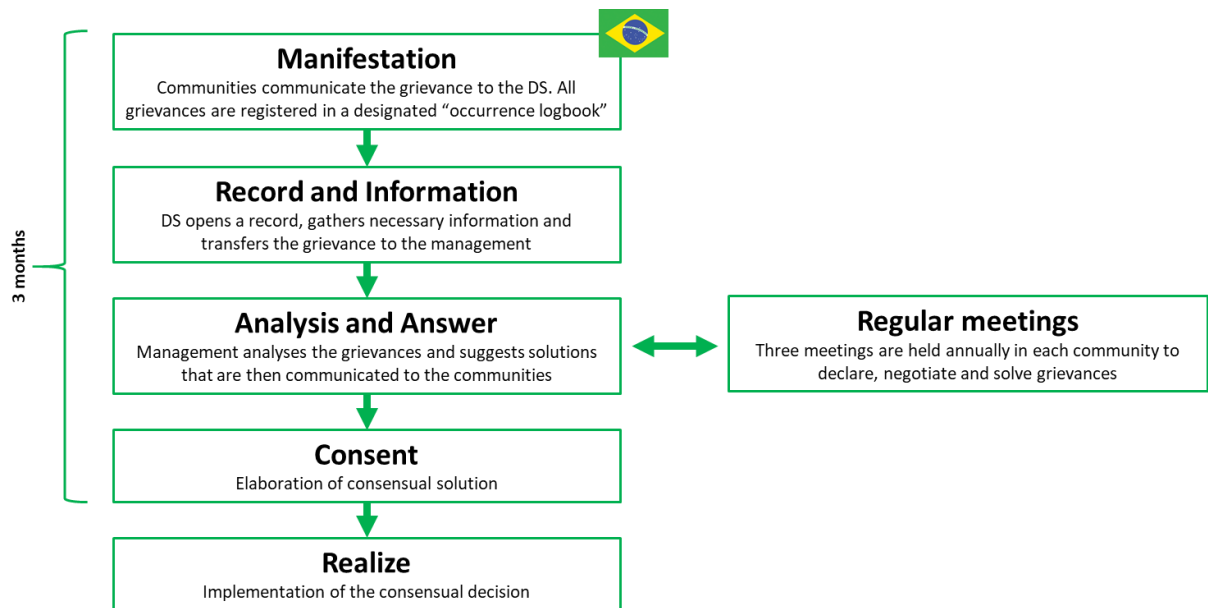 Manifestation
Communities communicate the grievance to the DS. All
grievances are registered in a designated “occurrence logbook”
Record and Information
DS opens a record, gathers necessary information and
transfers the grievance to the management
3 months
Analysis and Answer
Management analyses the grievances and suggests solutions
that are then communicated to the communities
Regular meetings
Three meetings are held annually in each community to
declare, negotiate and solve grievances
Consent
Elaboration of consensual solution
Realize
Implementation of the consensual decision